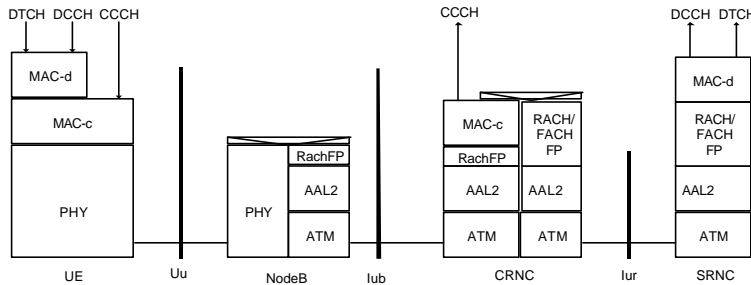 DTCH DCCH CCCH
CCCH
DCCH DTCH
MAC-d
MAC-d
MAC-c
MAC-c
RACH/
FACH
FP
RACH/
FACH
FP
RachFP
RachFP
PHY
PHY
AAL2
AAL2
AAL2
AAL2
ATM
ATM
ATM
ATM
UE
Uu
NodeB
Iub
CRNC
Iur
SRNC